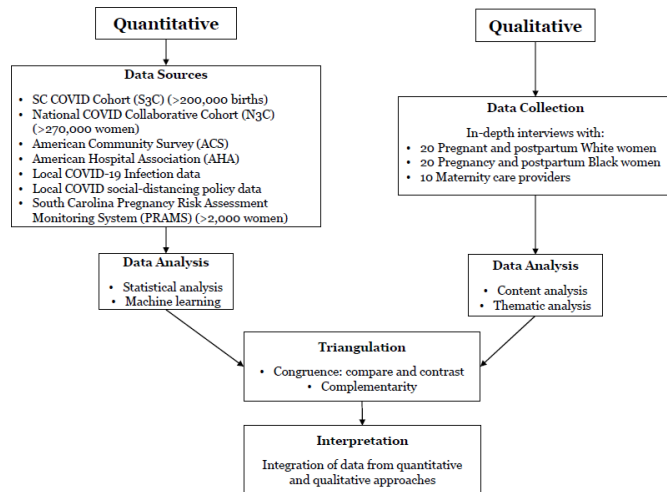 Quantitative
Data Sources
• SC COVID Cohort (S3C) (>200,000 births)
• National COVID Collaborative Cohort (N3C)
(>270,000 women)
• American Community Survey (ACS)
• American Hospital Association (AHA)
• Local COVID-19 Infection data
• Local COVID social-distancing policy data
• South Carolina Pregnancy Risk Assessment
Monitoring System (PRAMS) (>2,000 women)
Data Analysis
• Statistical analysis
• Machine learning
Qualitative
Data Collection
In-depth interviews with:
• 20 Pregnant and postpartum White women
• 20 Pregnancy and postpartum Black women
• 10 Maternity care providers
Data Analysis
• Content analysis
• Thematic analysis
Triangulation
• Congruence: compare and contrast
• Complementarity
Interpretation
Integration of data from quantitative
and qualitative approaches